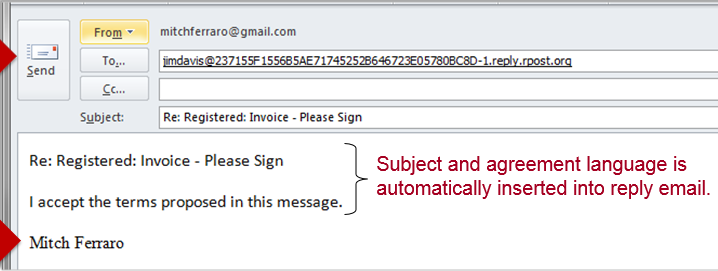 From
mitchferraro@gmail.com
Send
To...
jimdavis@237155F1556B5AE71745252B646723E05780BC8D-1.reply.rpost.org
Cc...
Subject:
Re: Registered: Invoice - Please Sign
Re: Registered: Invoice - Please Sign
I accept the terms proposed in this message.
Mitch Ferraro
Subject and agreement language is
automatically inserted into reply email.